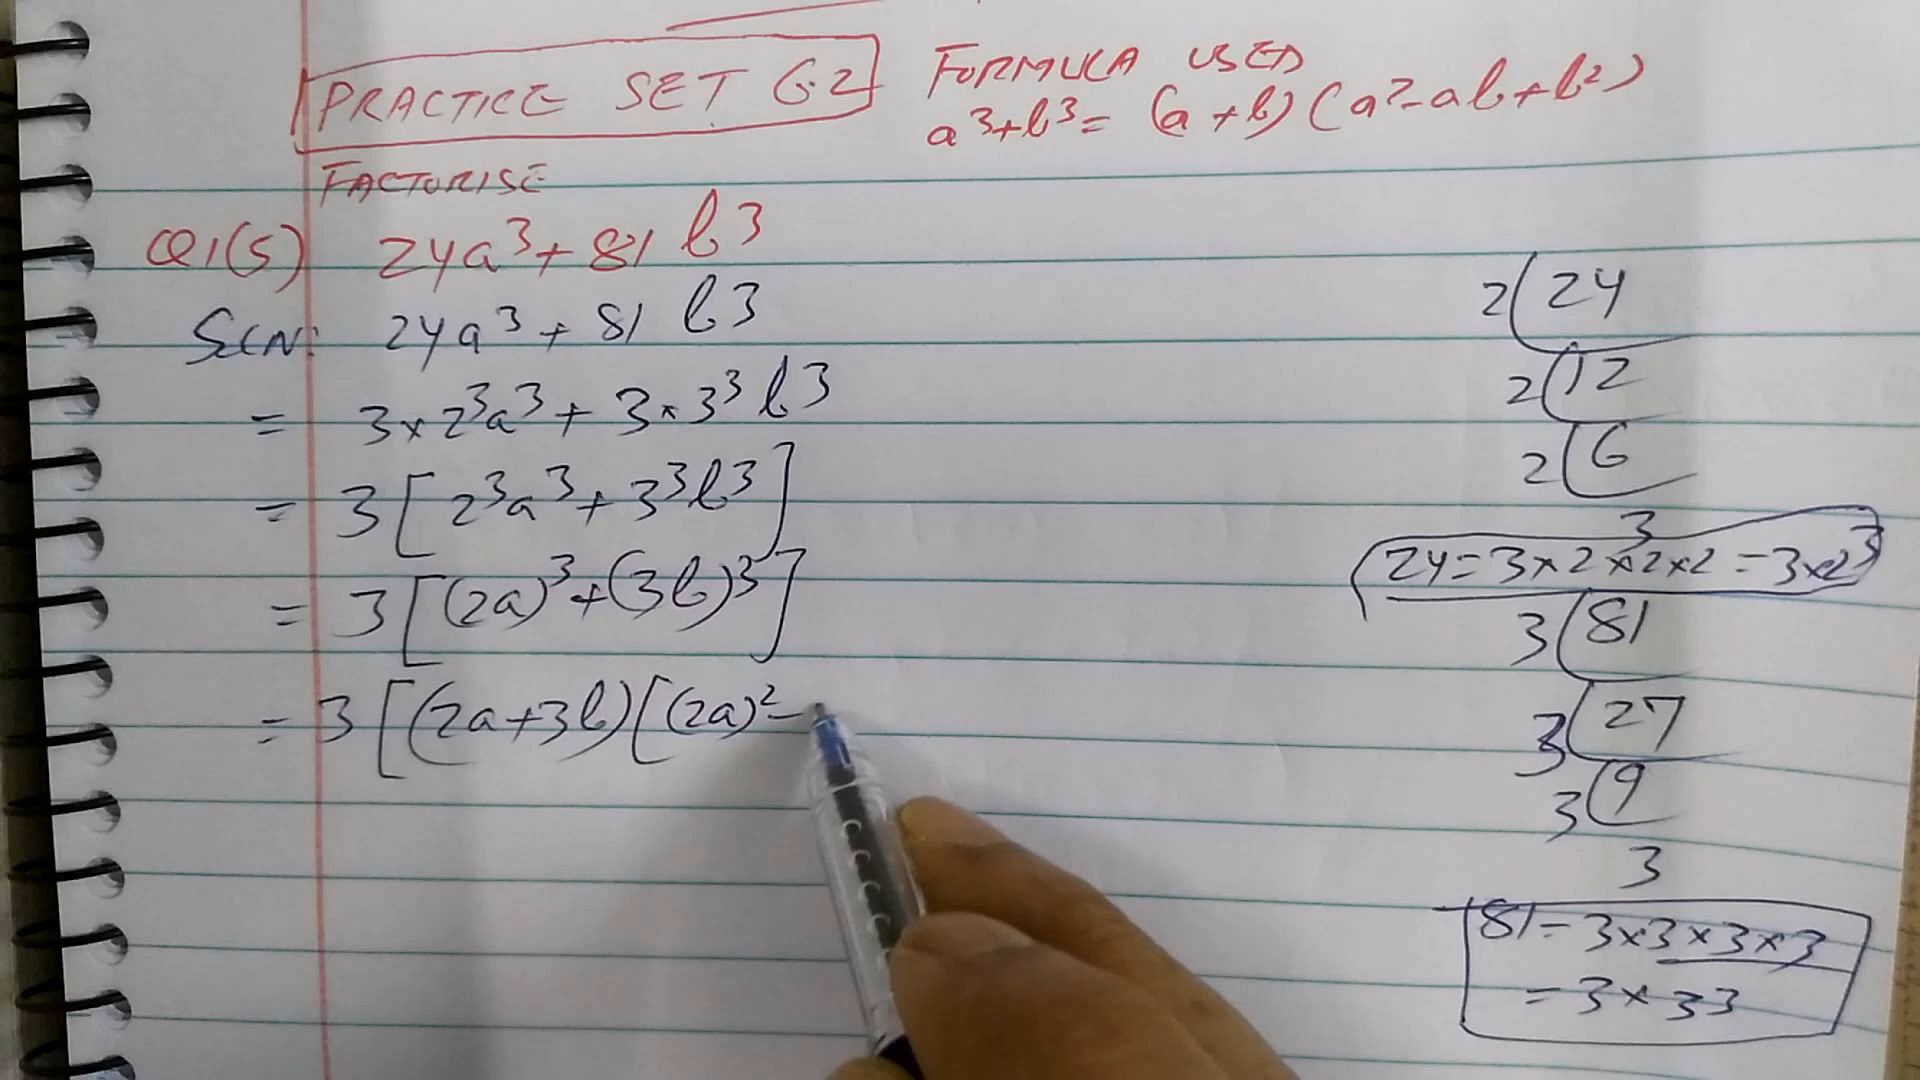 PRACTICE SET 6.2
FORMULA USED
a³+b³= (a+b)(a²-ab+b²)
FACTORISE
Q1(5) 24a³+81b³
SOLN: 24a³+81b³
= 3×2³a³+3×3³b³
= 3[2³a³+3³b³]
= 3[(2a)³+(3b)³]
= 3[(2a+3b)[(2a)²-
2 24
2 12
2 6
3
24=3×2×2×2=3×2³
3 81
3 27
3 9
3
81=3×3×3×3
=3×3³